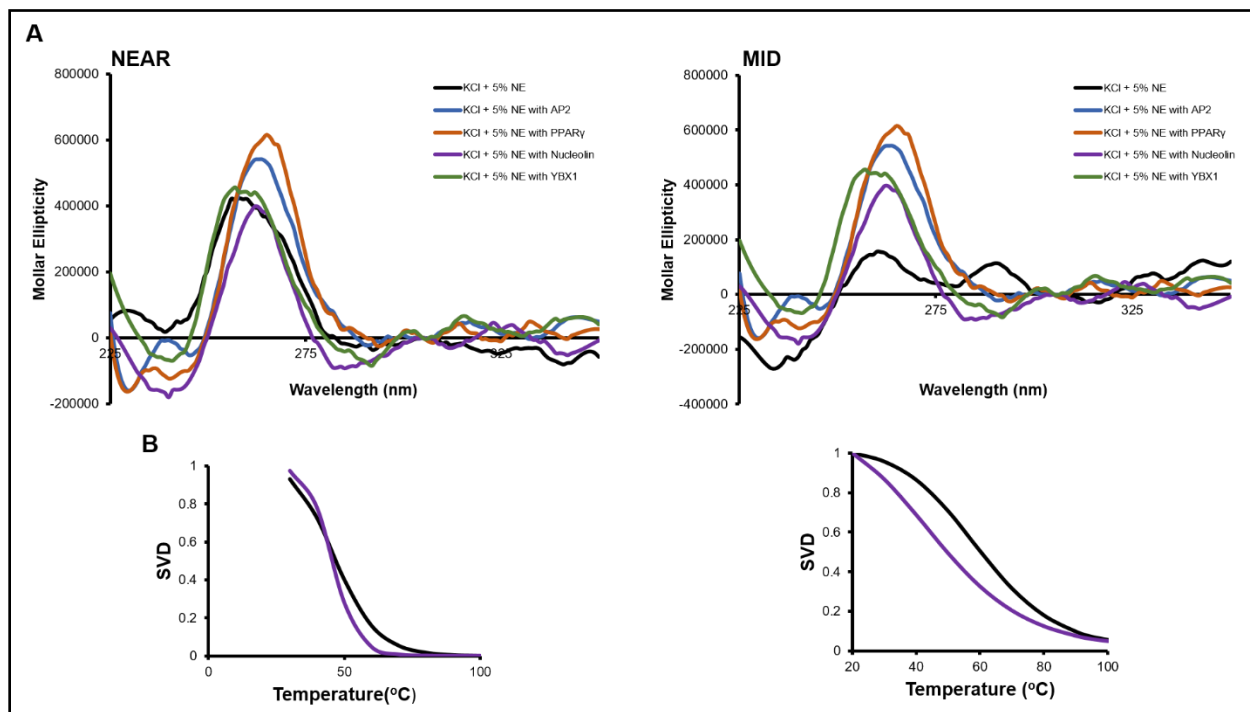 A
NEAR
800000
600000
400000
200000
0
-200000
225
275
325
Mollar Ellipticity
Wavelength (nm)
KCl + 5% NE
KCl + 5% NE with AP2
KCl + 5% NE with PPARγ
KCl + 5% NE with Nucleolin
KCl + 5% NE with YBX1
MID
800000
600000
400000
200000
0
-200000
-400000
225
275
325
Mollar Ellipticity
Wavelength (nm)
KCl + 5% NE
KCl + 5% NE with AP2
KCl + 5% NE with PPARγ
KCl + 5% NE with Nucleolin
KCl + 5% NE with YBX1
B
1
0.8
0.6
0.4
0.2
0
0
50
100
SVD
Temperature(°C)
1
0.8
0.6
0.4
0.2
0
20
40
60
80
100
SVD
Temperature (°C)